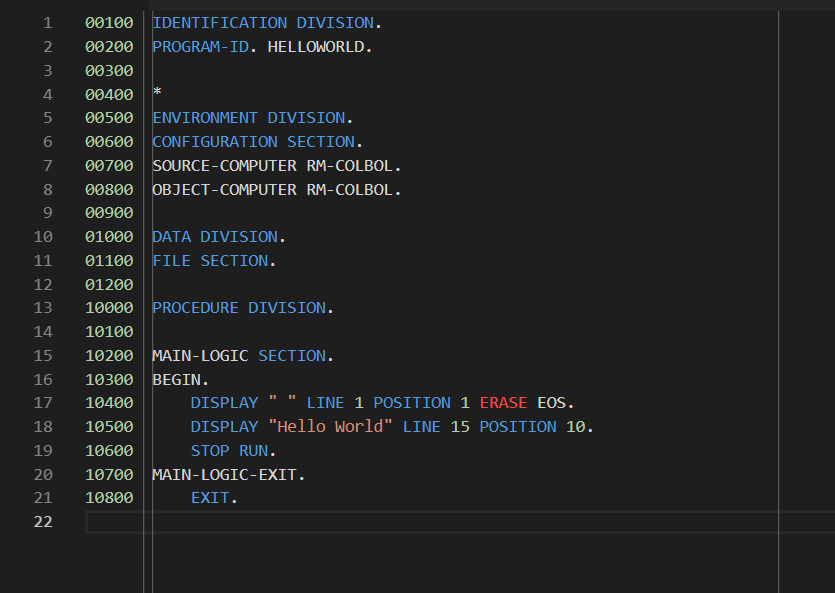 1 00100 IDENTIFICATION DIVISION.
2 00200 PROGRAM-ID. HELLOWORLD.
3 00300
4 00400 *
5 00500 ENVIRONMENT DIVISION.
6 00600 CONFIGURATION SECTION.
7 00700 SOURCE-COMPUTER RM-COLBOL.
8 00800 OBJECT-COMPUTER RM-COLBOL.
9 00900
10 01000 DATA DIVISION.
11 01100 FILE SECTION.
12 01200
13 10000 PROCEDURE DIVISION.
14 10100
15 10200 MAIN-LOGIC SECTION.
16 10300 BEGIN.
17 10400     DISPLAY " " LINE 1 POSITION 1 ERASE EOS.
18 10500     DISPLAY "Hello World" LINE 15 POSITION 10.
19 10600     STOP RUN.
20 10700 MAIN-LOGIC-EXIT.
21 10800     EXIT.
22